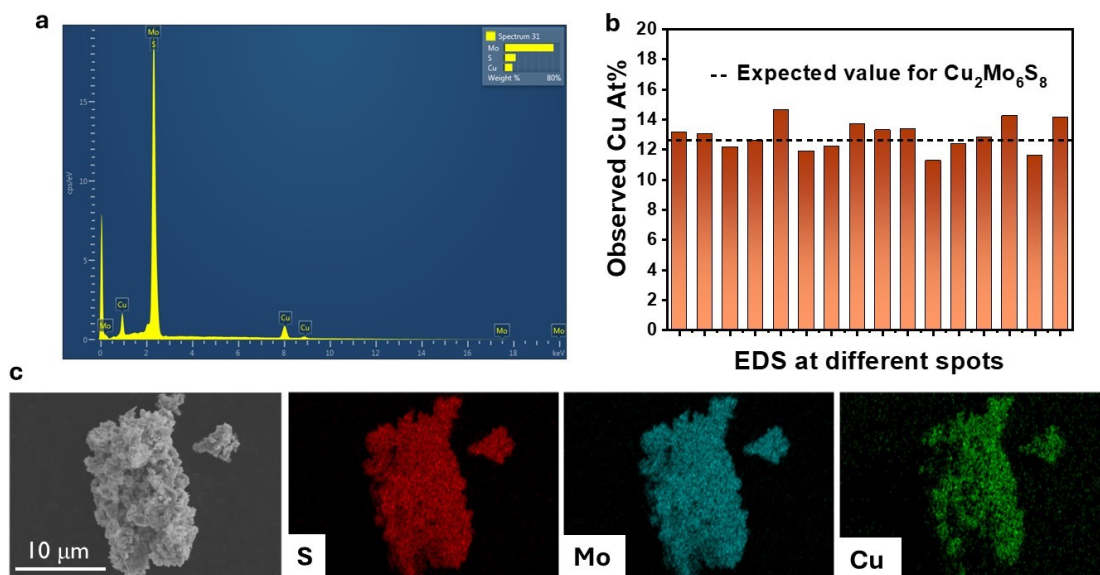 a
Mo
S
Spectrum 31
Mo
S
Cu
Weight % 80%
15
10
5
0
cps/eV
Mo
Cu
Cu
Cu
Mo
Mo
0 2 4 6 8 10 12 14 16 18 keV
b
Observed Cu At%
20
18
16
14
12
10
8
6
4
2
0
-- Expected value for Cu₂Mo₆S₈
EDS at different spots
c
10 μm
S
Mo
Cu